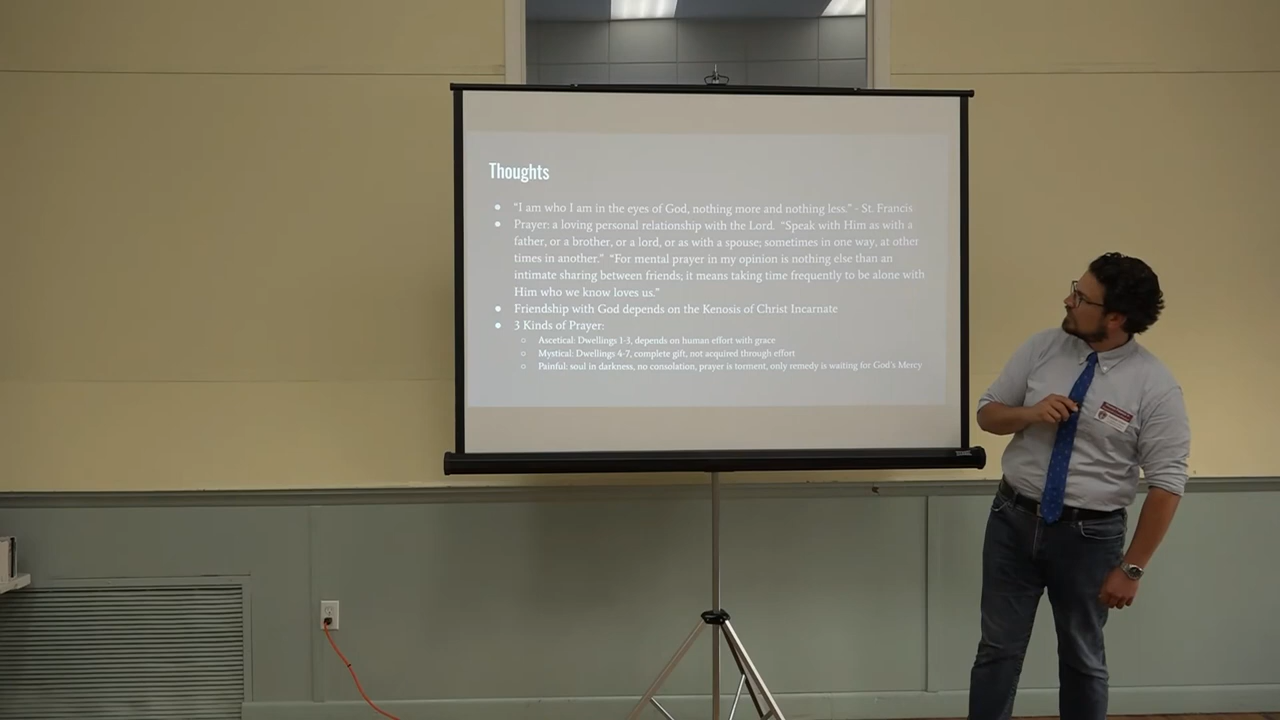 Thoughts
● "I am who I am in the eyes of God, nothing more and nothing less." - St. Francis
● Prayer: a loving personal relationship with the Lord. "Speak with Him as with a
father, or a brother, or a lord, or as with a spouse; sometimes in one way, at other
times in another." "For mental prayer in my opinion is nothing else than an
intimate sharing between friends; it means taking time frequently to be alone with
Him who we know loves us."
● Friendship with God depends on the Kenosis of Christ Incarnate
● 3 Kinds of Prayer:
○ Ascetical: Dwellings 1-3, depends on human effort with grace
○ Mystical: Dwellings 4-7, complete gift, not acquired through effort
○ Painful: soul in darkness, no consolation, prayer is torment, only remedy is waiting for God's Mercy